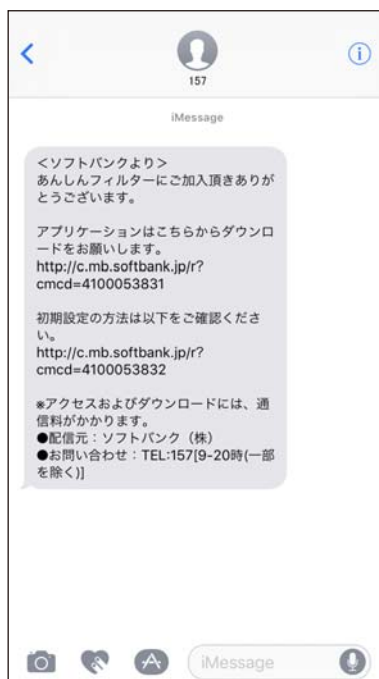 157
iMessage
<ソフトバンクより>
あんしんフィルターにご加入頂きありが
とうございます。
アプリケーションはこちらからダウンロ
ードをお願いします。
http://c.mb.softbank.jp/r?
cmcd=4100053831
初期設定の方法は以下をご確認くださ
い。
http://c.mb.softbank.jp/r?
cmcd=4100053832
※アクセスおよびダウンロードには、通
信料がかかります。
●配信元:ソフトバンク(株)
●お問い合わせ:TEL:157[9-20時(一部
を除く)]
iMessage